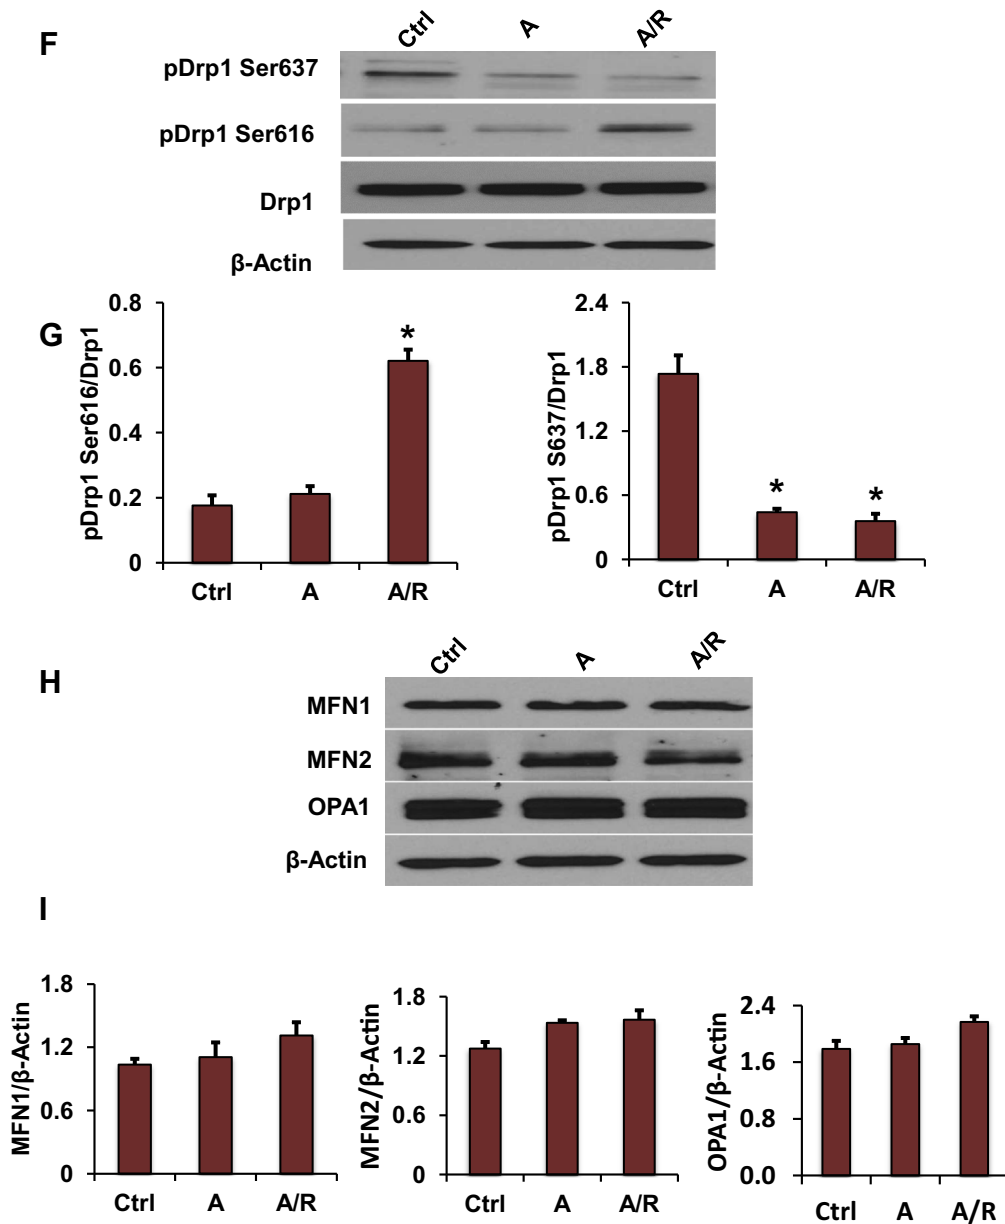 F
Ctrl A A/R
pDrp1 Ser637
pDrp1 Ser616
Drp1
β-Actin
G
pDrp1 Ser616/Drp1
0.8
0.6
0.4
0.2
0
*
Ctrl A A/R
pDrp1 S637/Drp1
2.4
1.8
1.2
0.6
0
* *
Ctrl A A/R
H
Ctrl A A/R
MFN1
MFN2
OPA1
β-Actin
I
MFN1/β-Actin
1.8
1.2
0.6
0
Ctrl A A/R
MFN2/β-Actin
1.8
1.2
0.6
0
Ctrl A A/R
OPA1/β-Actin
2.4
1.6
0.8
0.0
Ctrl A A/R